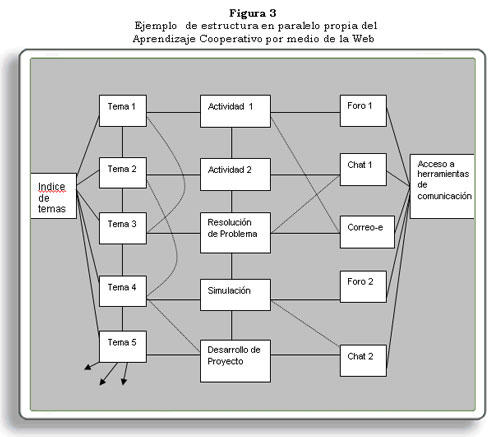 Figura 3
Ejemplo de estructura en paralelo propia del
Aprendizaje Cooperativo por medio de la Web
Tema 1
Actividad 1
Foro 1
Tema 2
Actividad 2
Chat 1
Acceso a
herramientas
de
comunicación
Indice
de
temas
Tema 3
Resolución
de Problema
Correo-e
Tema 4
Simulación
Foro 2
Tema 5
Desarrollo de
Proyecto
Chat 2